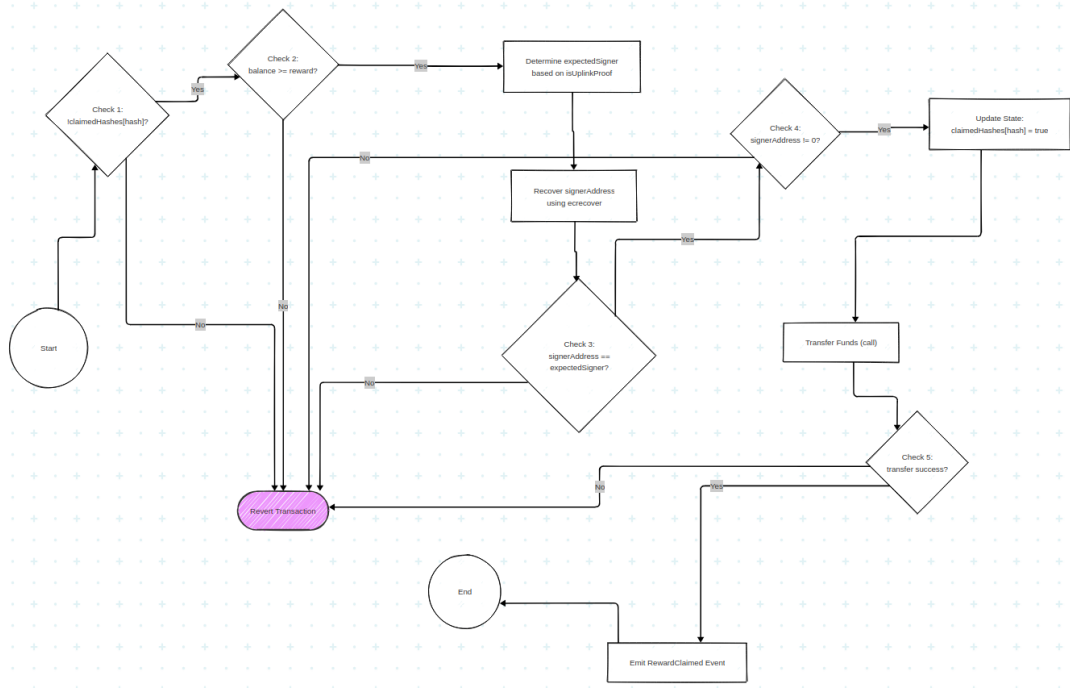 Check 2:
balance >= reward?
Yes
Determine expectedSigner
based on isUplinkProof
Check 1:
!claimedHashes[hash]?
Yes
Check 4:
signerAddress != 0?
Yes
Update State:
claimedHashes[hash] = true
No
Recover signerAddress
using ecrecover
Yes
No
No
Start
Check 3:
signerAddress ==
expectedSigner?
Transfer Funds (call)
No
Check 5:
transfer success?
No
Yes
Revert Transaction
End
Emit RewardClaimed Event